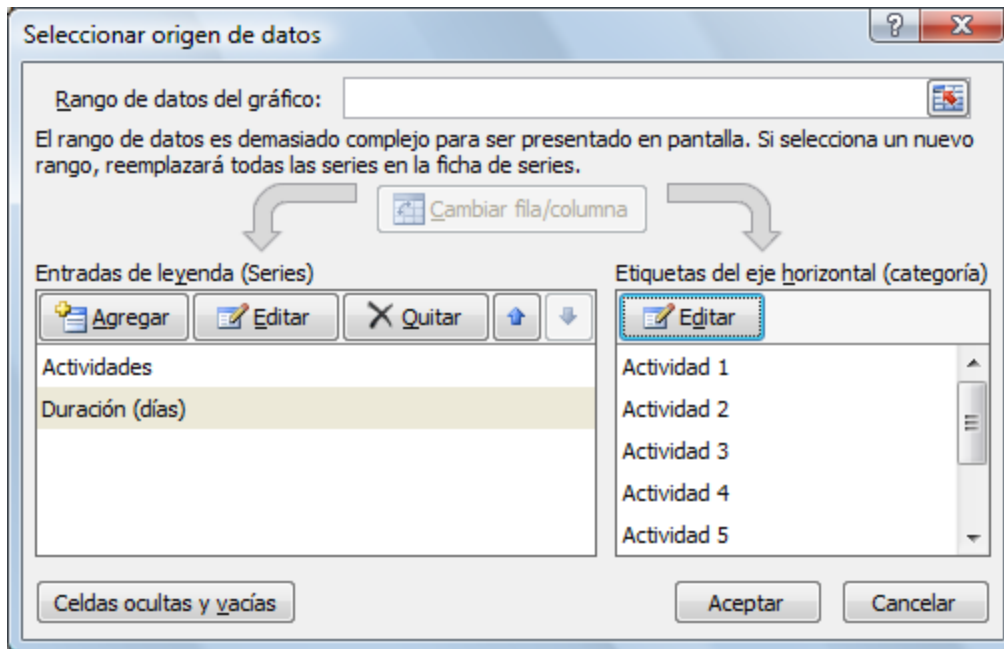 Seleccionar origen de datos
Rango de datos del gráfico:
El rango de datos es demasiado complejo para ser presentado en pantalla. Si selecciona un nuevo
rango, reemplazará todas las series en la ficha de series.
Cambiar fila/columna
Entradas de leyenda (Series)
Agregar
Editar
Quitar
Actividades
Duración (días)
Etiquetas del eje horizontal (categoría)
Editar
Actividad 1
Actividad 2
Actividad 3
Actividad 4
Actividad 5
Celdas ocultas y vacías
Aceptar
Cancelar